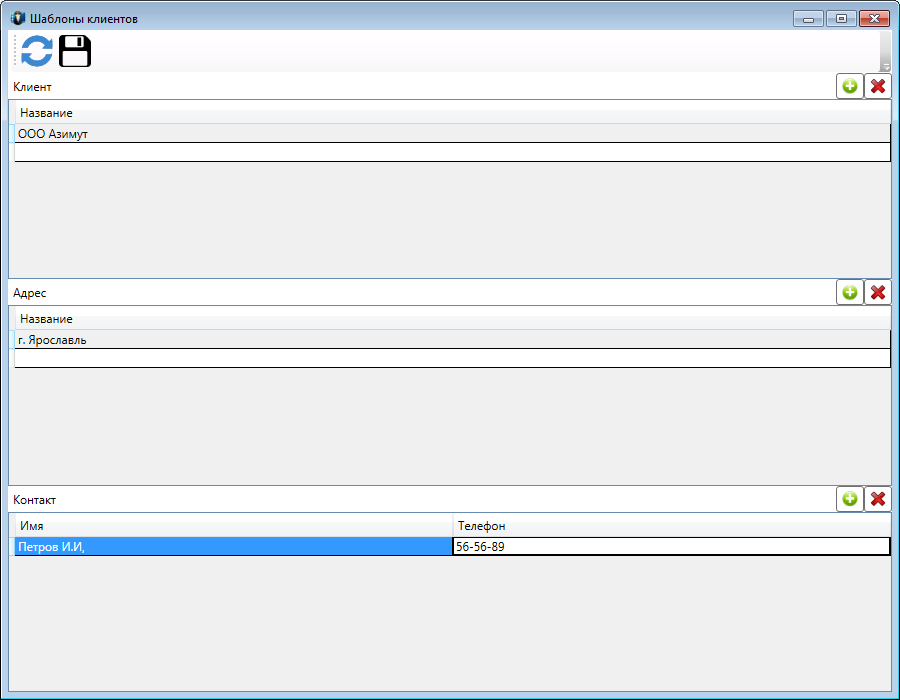 Шаблоны клиентов
Клиент
Название
ООО Азимут
Адрес
Название
г. Ярославль
Контакт
Имя Телефон
Петров И.И, 56-56-89